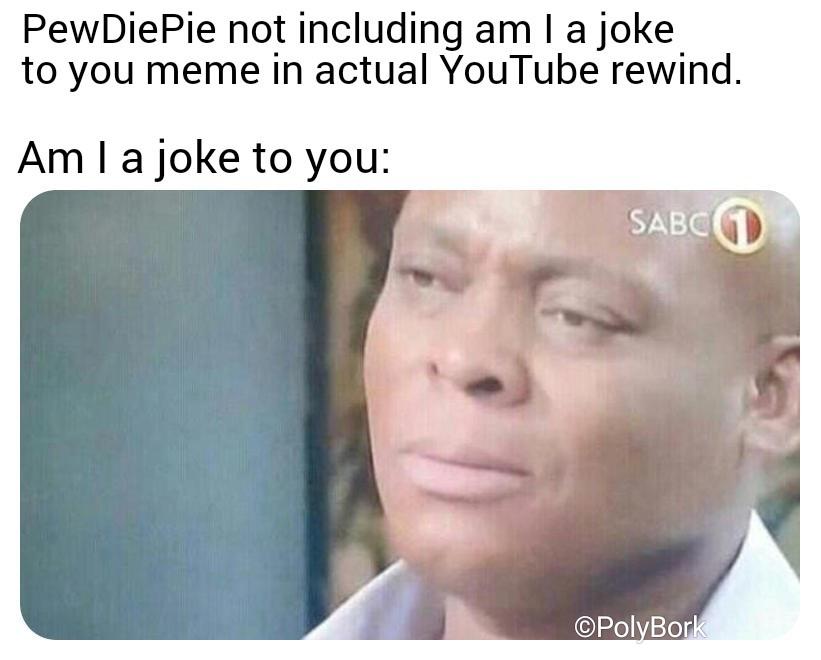 PewDiePie not including am I a joke
to you meme in actual YouTube rewind.
Am I a joke to you:
SABC 1
©PolyBork